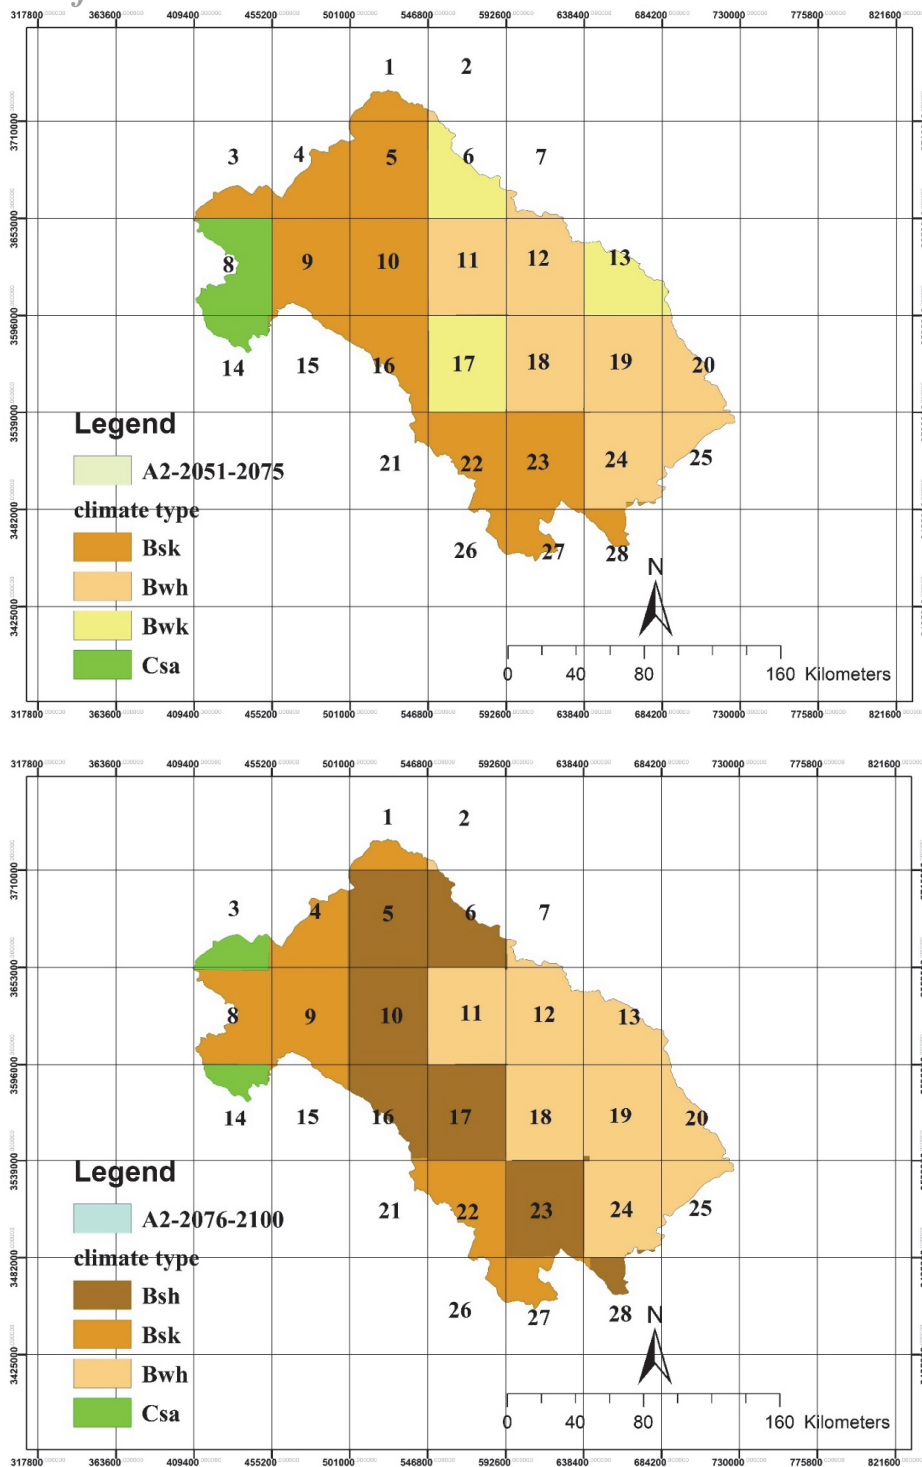 317800 363600 409400 455200 501000 546800 592600 638400 684200 730000 775800 821600
1 2
3710000
3 4 5 6 7
3653000
8 9 10 11 12 13
3596000
14 15 16 17 18 19 20
3539000
Legend
A2-2051-2075
21 22 23 24 25
climate type
3482000
Bsk
26 27 28
N
Bwh
3425000
Bwk
Csa
0 40 80 160 Kilometers
317800 363600 409400 455200 501000 546800 592600 638400 684200 730000 775800 821600
317800 363600 409400 455200 501000 546800 592600 638400 684200 730000 775800 821600
1 2
3710000
3 4 5 6 7
3653000
8 9 10 11 12 13
3596000
14 15 16 17 18 19 20
3539000
Legend
A2-2076-2100
21 22 23 24 25
climate type
3482000
Bsh
26 27 28
N
Bsk
3425000
Bwh
Csa
0 40 80 160 Kilometers
317800 363600 409400 455200 501000 546800 592600 638400 684200 730000 775800 821600